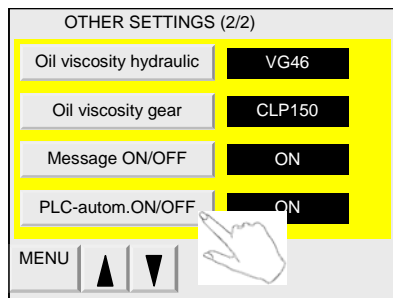 OTHER SETTINGS (2/2)
Oil viscosity hydraulic VG46
Oil viscosity gear CLP150
Message ON/OFF ON
PLC-autom.ON/OFF ON
MENU